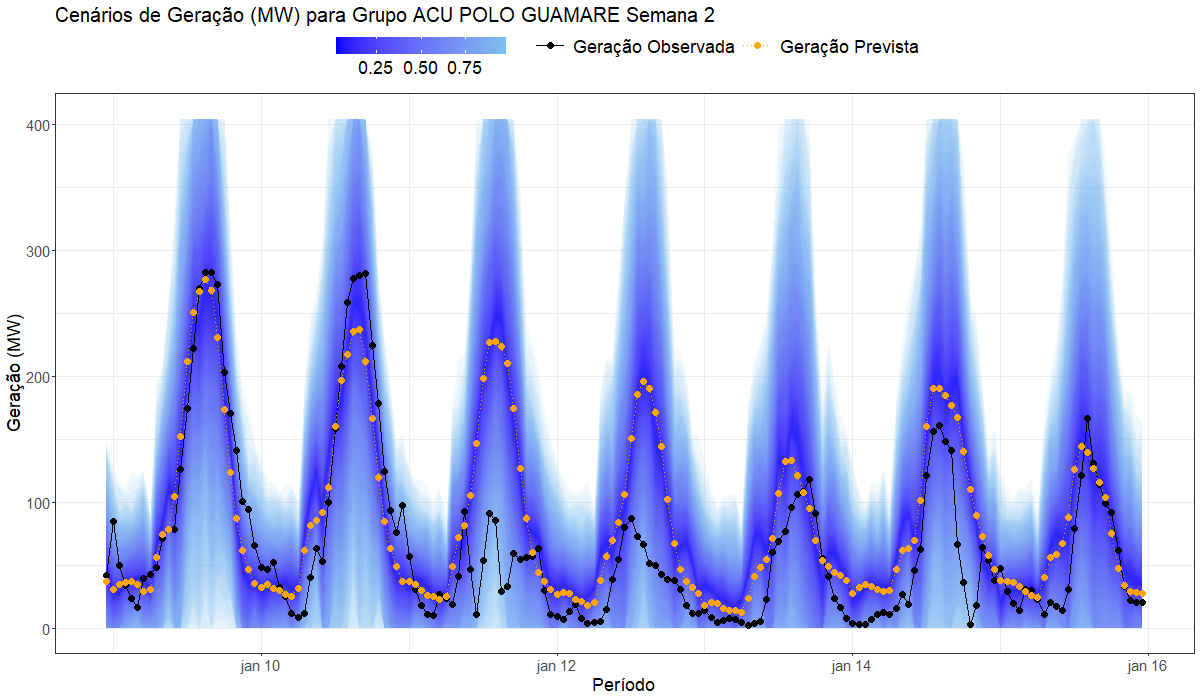 Cenários de Geração (MW) para Grupo ACU POLO GUAMARE Semana 2
0.25 0.50 0.75
Geração Observada
Geração Prevista
Geração (MW)
400
300
200
100
0
jan 10
jan 12
jan 14
jan 16
Período